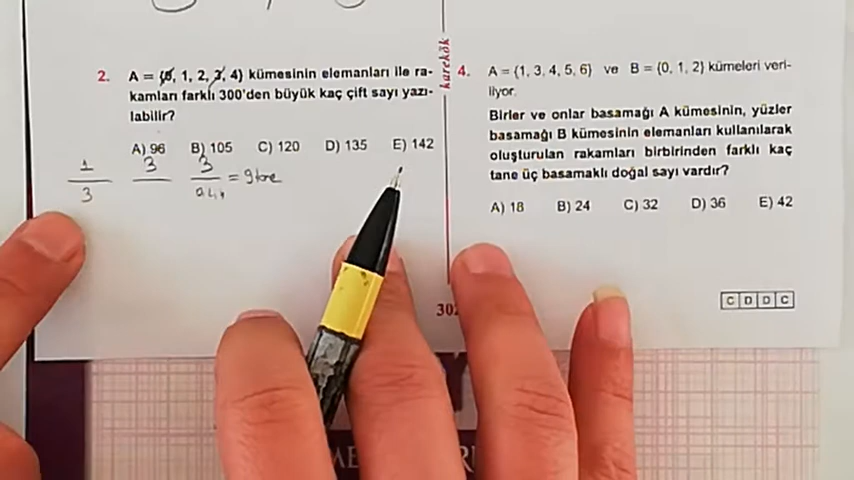 2. A = {0, 1, 2, 3, 4} kümesinin elemanları ile ra-
kamları farklı 300'den büyük kaç çift sayı yazı-
labilir?
A) 96 B) 105 C) 120 D) 135 E) 142
1 3 3
3 0,2,4 = 9 tane
karekök
4. A = {1, 3, 4, 5, 6} ve B = {0, 1, 2} kümeleri veri-
liyor.
Birler ve onlar basamağı A kümesinin, yüzler
basamağı B kümesinin elemanları kullanılarak
oluşturulan rakamları birbirinden farklı kaç
tane üç basamaklı doğal sayı vardır?
A) 18 B) 24 C) 32 D) 36 E) 42
C D D C
302